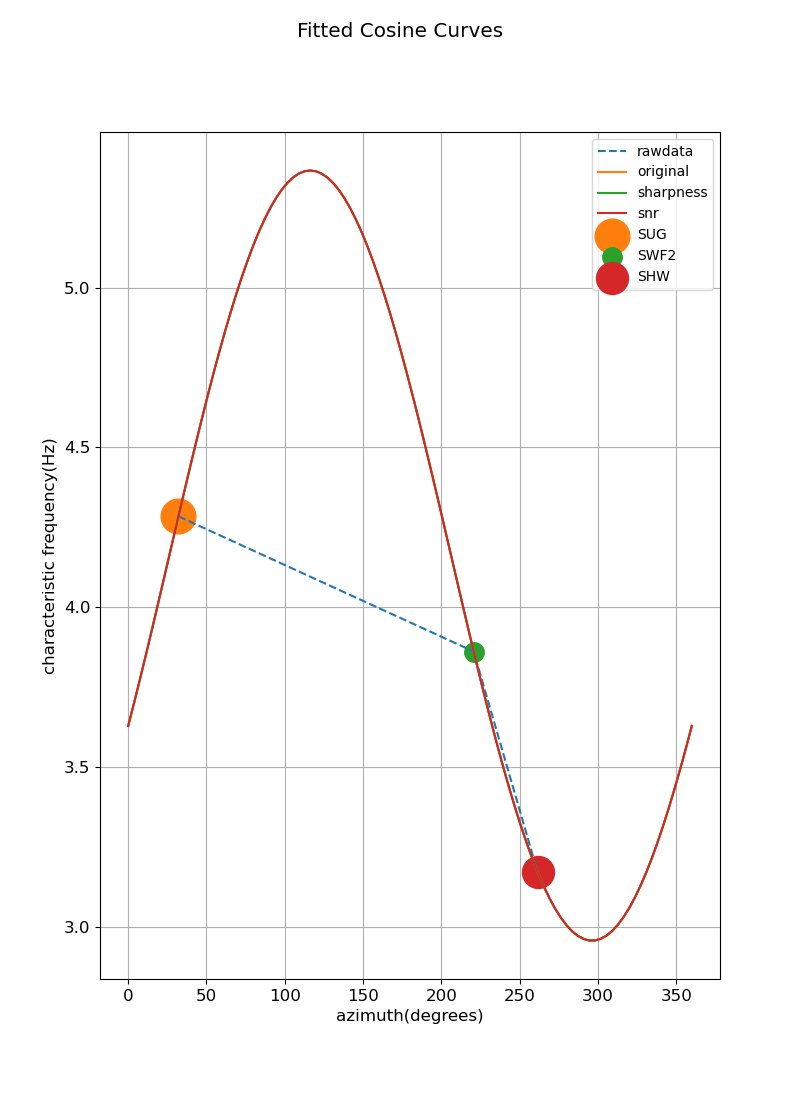 Fitted Cosine Curves
rawdata
original
sharpness
snr
SUG
SWF2
SHW
5.0
4.5
4.0
3.5
3.0
characteristic frequency(Hz)
0 50 100 150 200 250 300 350
azimuth(degrees)